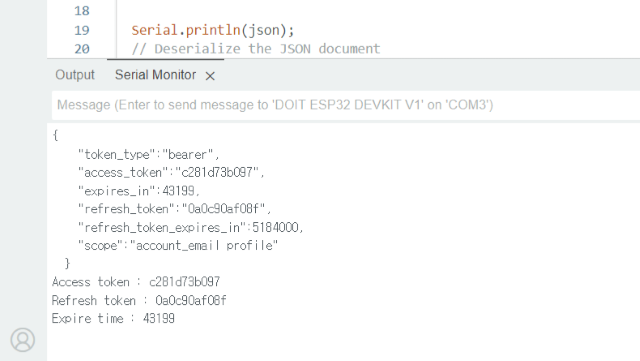 18
19 Serial.println(json);
20 // Deserialize the JSON document
Output Serial Monitor
Message (Enter to send message to 'DOIT ESP32 DEVKIT V1' on 'COM3')
{
"token_type":"bearer",
"access_token":"c281d73b097",
"expires_in":43199,
"refresh_token":"0a0c90af08f",
"refresh_token_expires_in":5184000,
"scope":"account_email profile"
}
Access token : c281d73b097
Refresh token : 0a0c90af08f
Expire time : 43199